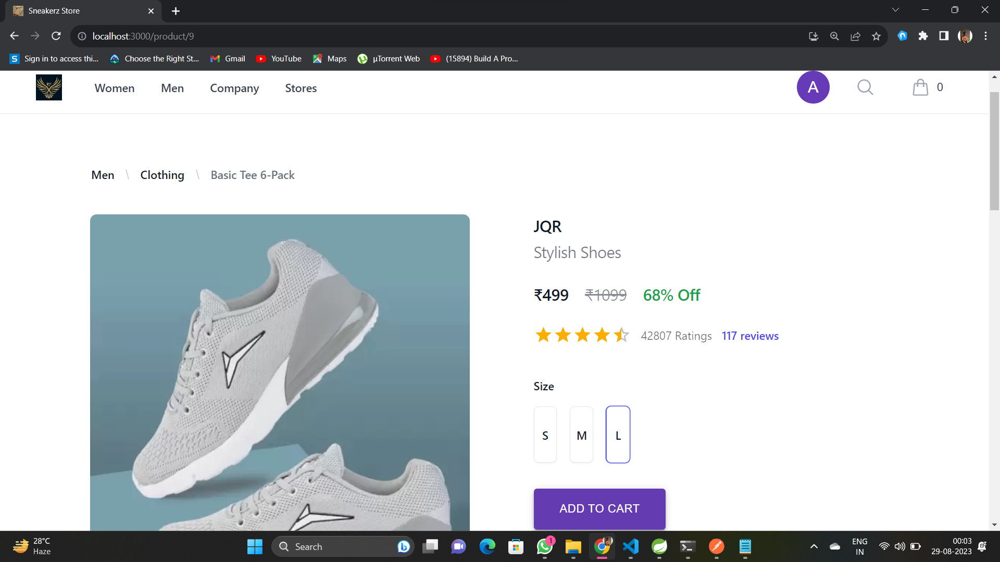 Sneakerz Store
localhost:3000/product/9
Sign in to access thi... Choose the Right St... Gmail YouTube Maps µTorrent Web (15894) Build A Pro...
Women Men Company Stores A 0
Men \ Clothing \ Basic Tee 6-Pack
JQR
Stylish Shoes
₹499 ₹1099 68% Off
42807 Ratings 117 reviews
Size
S M L
ADD TO CART
28°C
Haze
Search
1
ENG
IN
00:03
29-08-2023